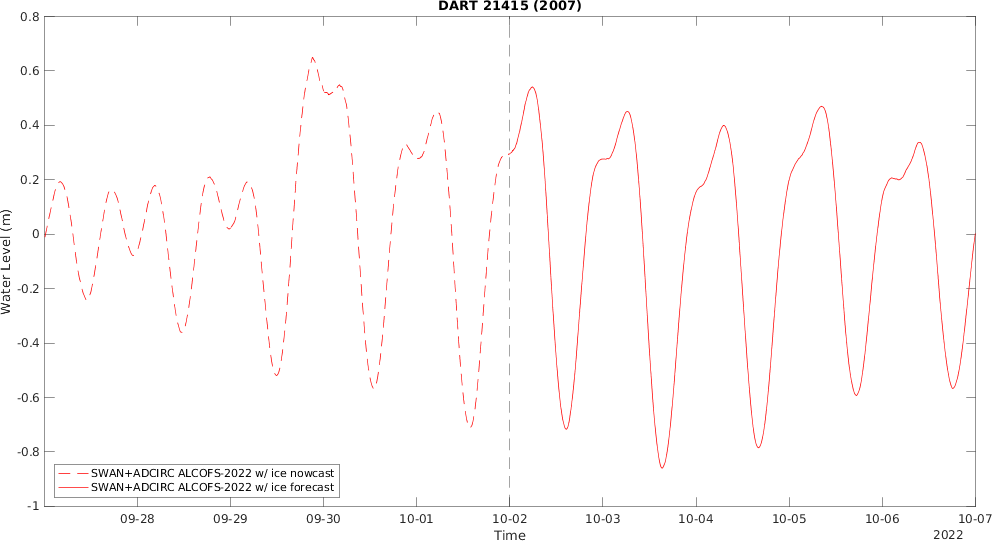 DART 21415 (2007)
0.8
0.6
0.4
0.2
0
-0.2
-0.4
-0.6
-0.8
-1
Water Level (m)
SWAN+ADCIRC ALCOFS-2022 w/ ice nowcast
SWAN+ADCIRC ALCOFS-2022 w/ ice forecast
09-28 09-29 09-30 10-01 10-02 10-03 10-04 10-05 10-06 10-07
Time
2022